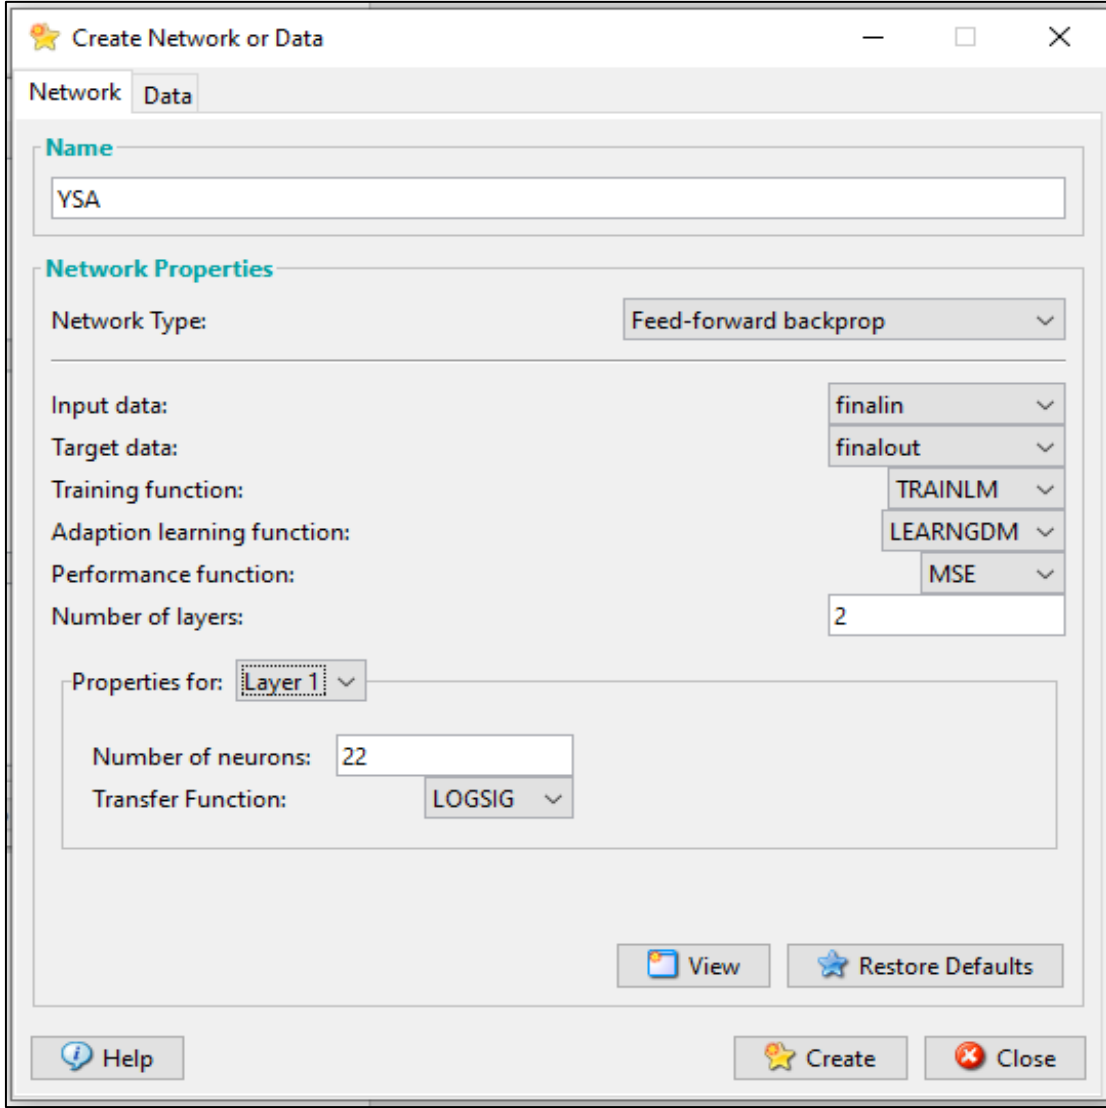 Create Network or Data
Network Data
Name
YSA
Network Properties
Network Type: Feed-forward backprop
Input data: finalin
Target data: finalout
Training function: TRAINLM
Adaption learning function: LEARNGDM
Performance function: MSE
Number of layers: 2
Properties for: Layer 1
Number of neurons: 22
Transfer Function: LOGSIG
View Restore Defaults
Help Create Close